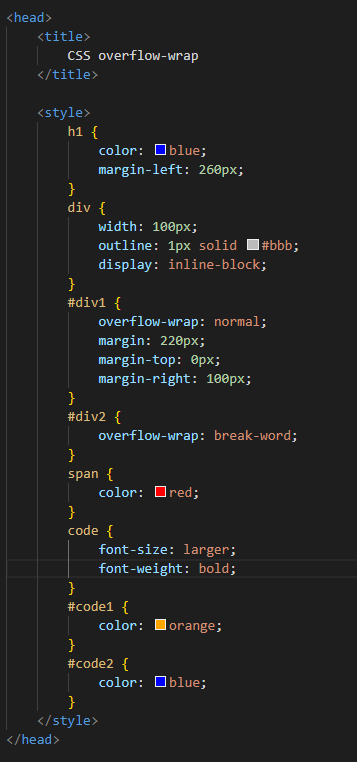 <head>
    <title>
        CSS overflow-wrap
    </title>

    <style>
        h1 {
            color: blue;
            margin-left: 260px;
        }
        div {
            width: 100px;
            outline: 1px solid #bbb;
            display: inline-block;
        }
        #div1 {
            overflow-wrap: normal;
            margin: 220px;
            margin-top: 0px;
            margin-right: 100px;
        }
        #div2 {
            overflow-wrap: break-word;
        }
        span {
            color: red;
        }
        code {
            font-size: larger;
            font-weight: bold;
        }
        #code1 {
            color: orange;
        }
        #code2 {
            color: blue;
        }
    </style>
</head>